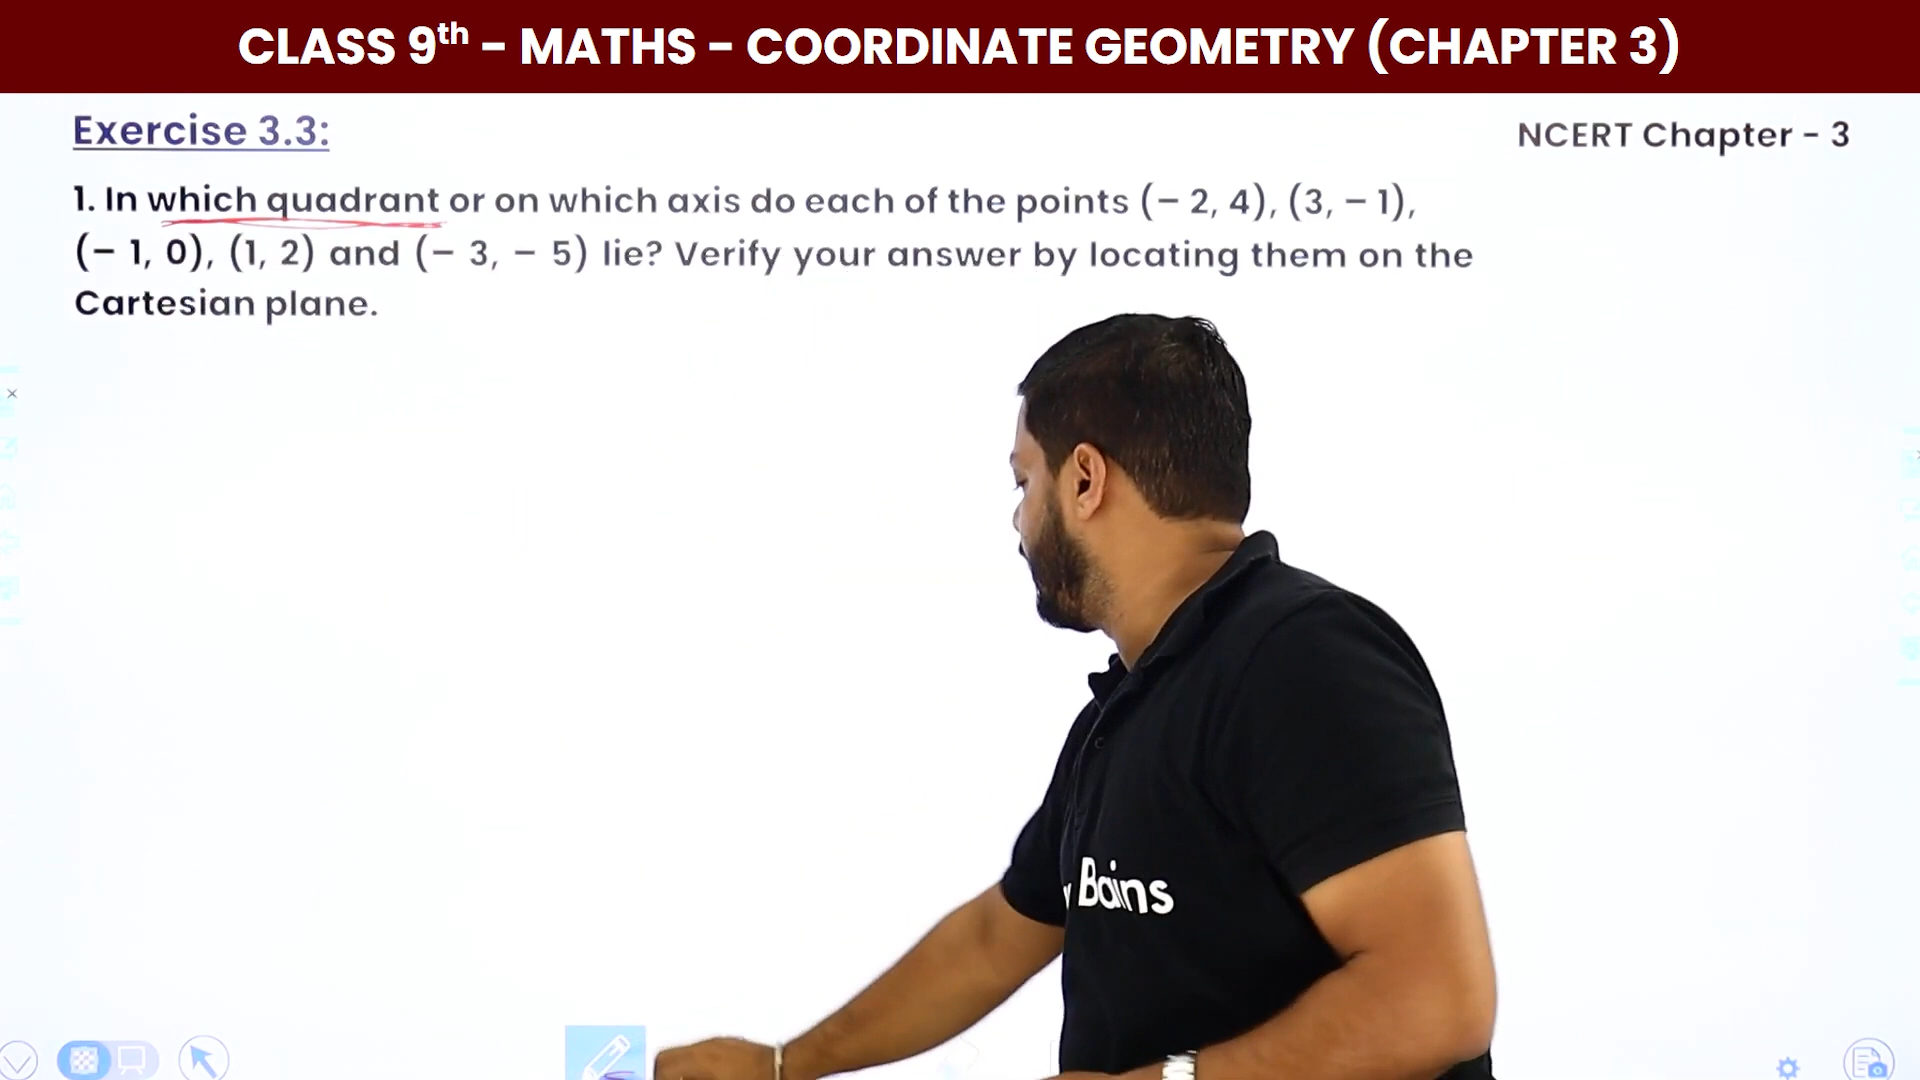 CLASS 9th - MATHS - COORDINATE GEOMETRY (CHAPTER 3)
Exercise 3.3:
NCERT Chapter - 3
1. In which quadrant or on which axis do each of the points (- 2, 4), (3, - 1),
(- 1, 0), (1, 2) and (- 3, - 5) lie? Verify your answer by locating them on the
Cartesian plane.
Bains